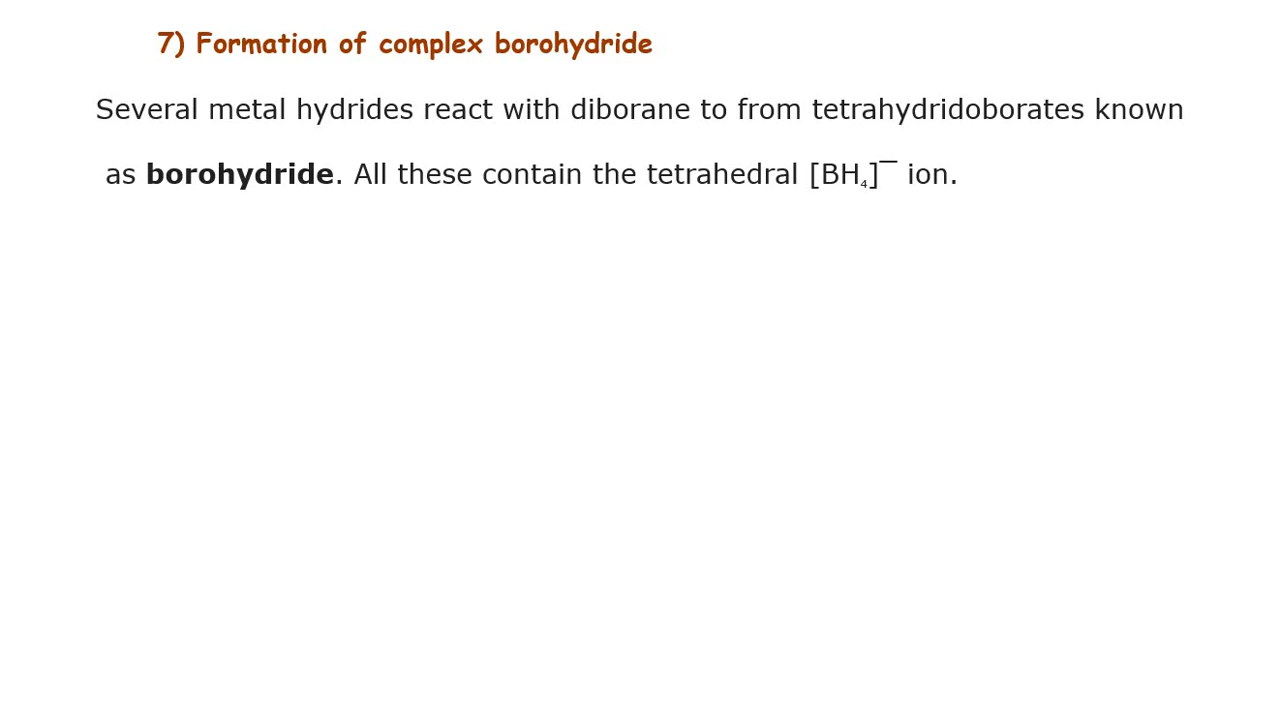 7) Formation of complex borohydride
Several metal hydrides react with diborane to from tetrahydridoborates known
as borohydride. All these contain the tetrahedral [BH₄]¯ ion.